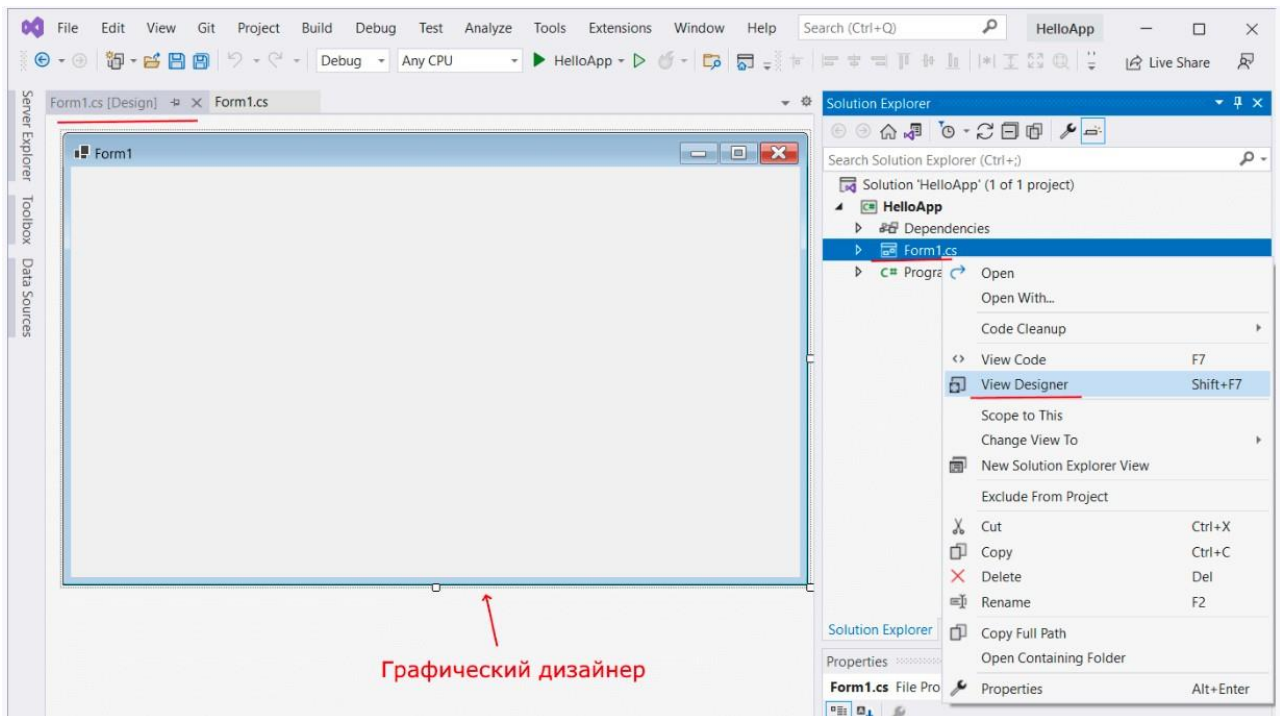 File Edit View Git Project Build Debug Test Analyze Tools Extensions Window Help Search (Ctrl+Q) HelloApp
Debug Any CPU HelloApp Live Share
Server Explorer
Toolbox
Data Sources
Form1.cs [Design] Form1.cs
Form1
Solution Explorer
Search Solution Explorer (Ctrl+;)
Solution 'HelloApp' (1 of 1 project)
C# HelloApp
Dependencies
Form1.cs
C# Progra
Open
Open With...
Code Cleanup
View Code F7
View Designer Shift+F7
Scope to This
Change View To
New Solution Explorer View
Exclude From Project
Cut Ctrl+X
Copy Ctrl+C
Delete Del
Rename F2
Copy Full Path
Open Containing Folder
Properties Alt+Enter
Solution Explorer
Properties
Form1.cs File Pro
Графический дизайнер